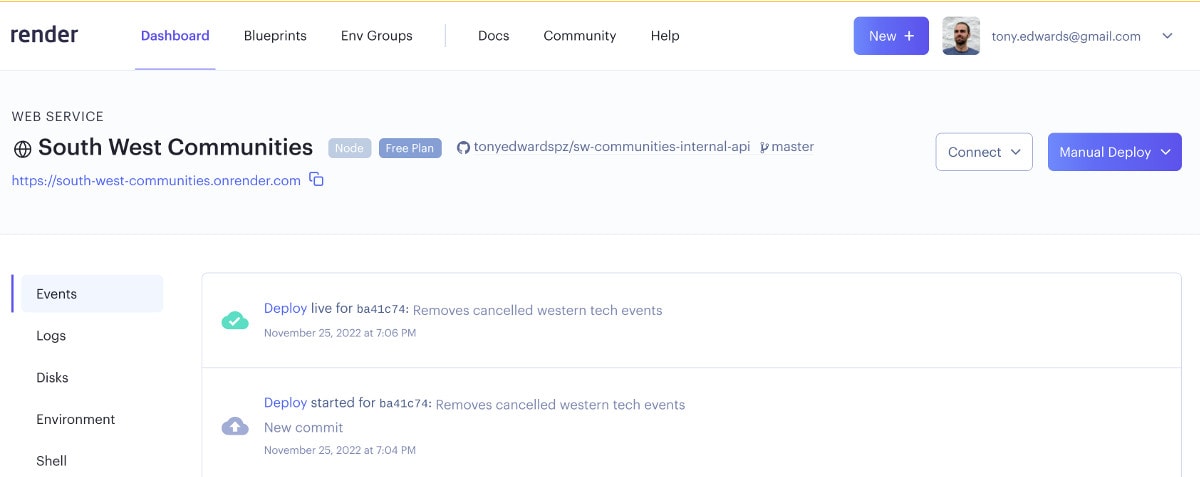 render Dashboard Blueprints Env Groups Docs Community Help New + tony.edwards@gmail.com
WEB SERVICE
South West Communities Node Free Plan tonyedwardspz/sw-communities-internal-api master Connect Manual Deploy
https://south-west-communities.onrender.com
Events
Logs
Disks
Environment
Shell
Deploy live for ba41c74: Removes cancelled western tech events
November 25, 2022 at 7:06 PM
Deploy started for ba41c74: Removes cancelled western tech events
New commit
November 25, 2022 at 7:04 PM